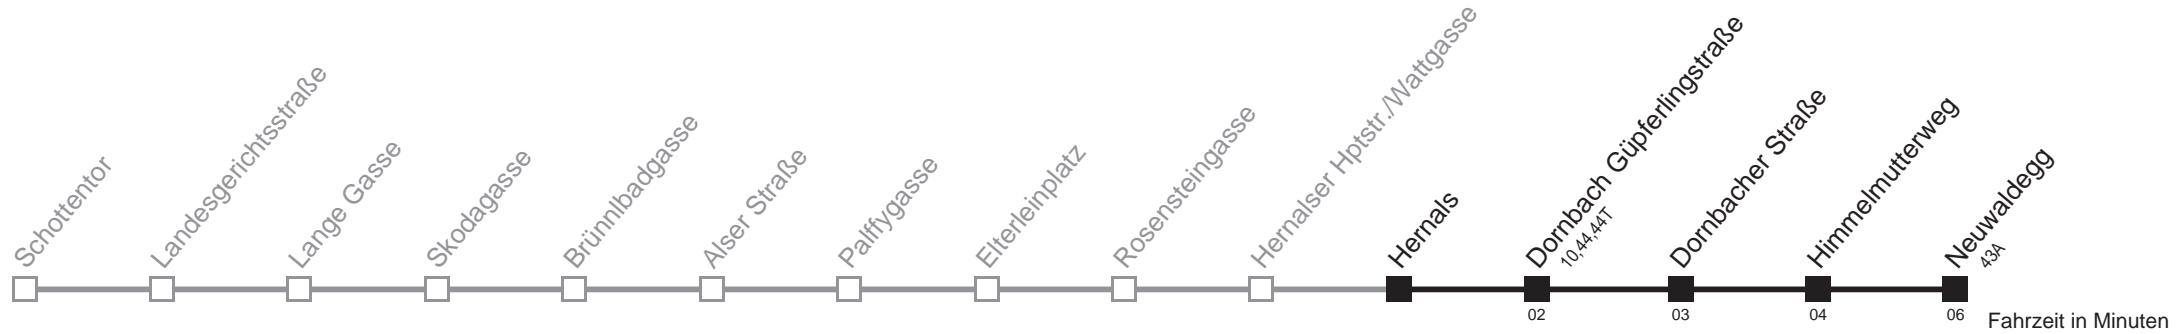 Schottentor
Landesgerichtsstraße
Lange Gasse
Skodagasse
Brünnlbadgasse
Alser Straße
Palffygasse
Elterleinplatz
Rosensteingasse
Hernalser Hptstr./Wattgasse
Hernals
Dornbach Güpferlingstraße
10,44,44T
Dornbacher Straße
Himmelmutterweg
Neuwaldegg
43A
02
03
04
06
Fahrzeit in Minuten